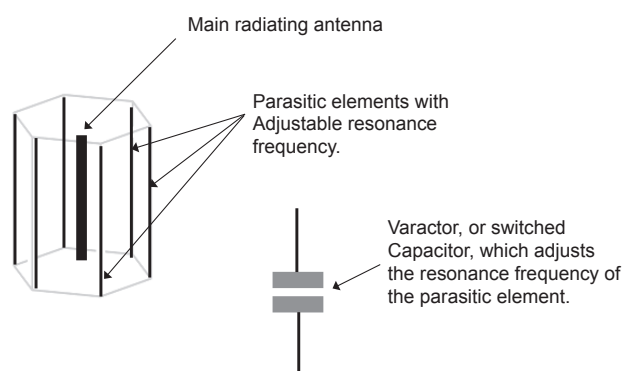 Main radiating antenna
Parasitic elements with
Adjustable resonance
frequency.
Varactor, or switched
Capacitor, which adjusts
the resonance frequency of
the parasitic element.